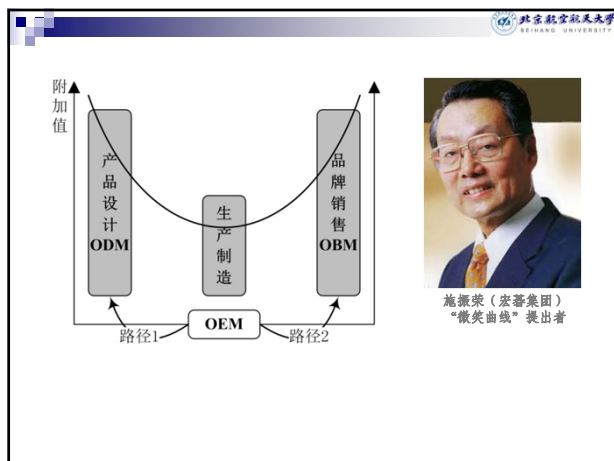 北京航空航天大学
BEIHANG UNIVERSITY
附加值
产品设计
ODM
生产制造
品牌销售
OBM
OEM
路径1
路径2
施振荣（宏碁集团）
“微笑曲线”提出者